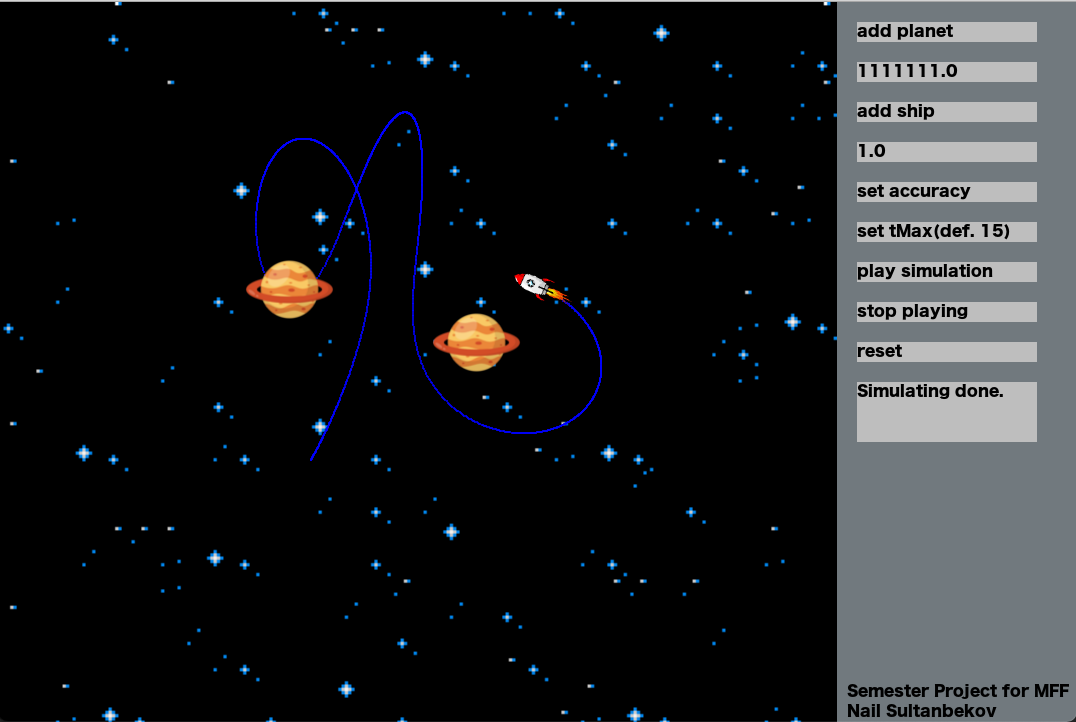 add planet
1111111.0
add ship
1.0
set accuracy
set tMax(def. 15)
play simulation
stop playing
reset
Simulating done.
Semester Project for MFF
Nail Sultanbekov